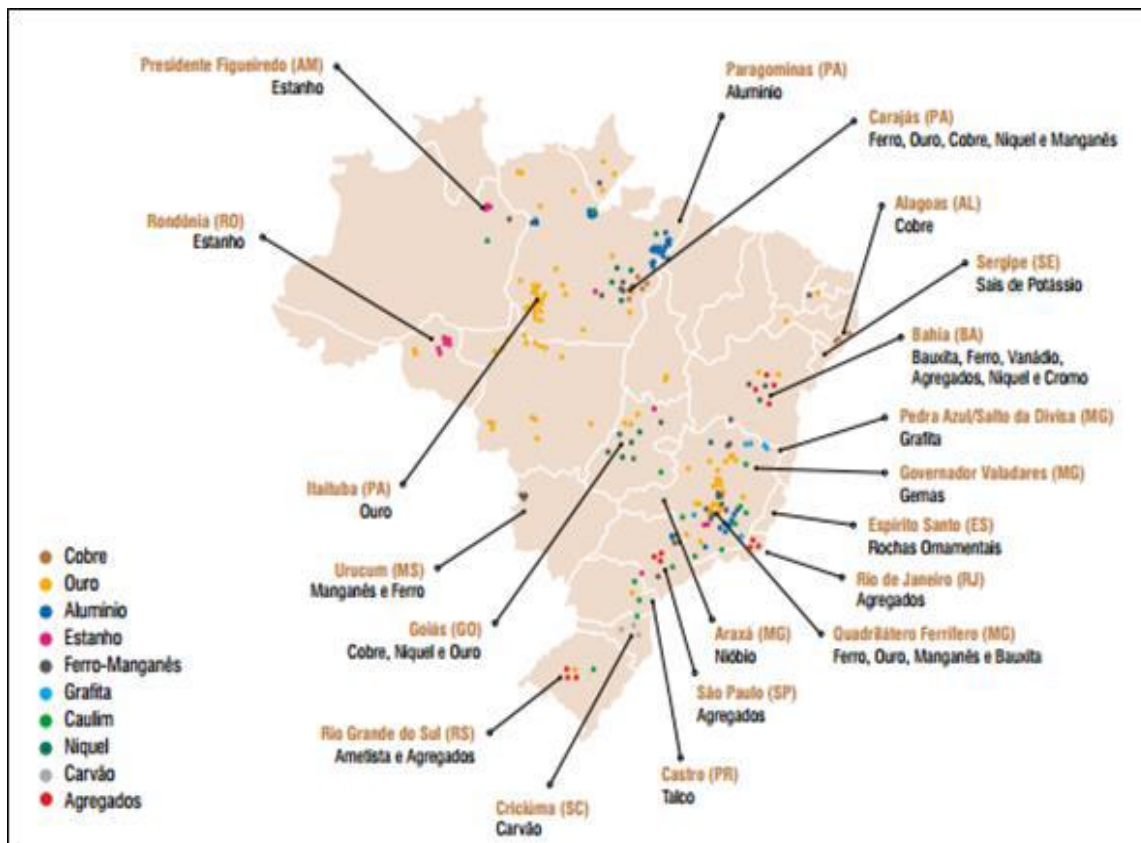 Presidente Figueiredo (AM)
Estanho
Paragominas (PA)
Alumínio
Carajás (PA)
Ferro, Ouro, Cobre, Níquel e Manganês
Rondônia (RO)
Estanho
Alagoas (AL)
Cobre
Sergipe (SE)
Sais de Potássio
Bahia (BA)
Bauxita, Ferro, Vanádio,
Agregados, Níquel e Cromo
Pedra Azul/Salto da Divisa (MG)
Grafita
Governador Valadares (MG)
Gemas
Itaituba (PA)
Ouro
Espírito Santo (ES)
Rochas Ornamentais
Urucum (MS)
Manganês e Ferro
Rio de Janeiro (RJ)
Agregados
Goiás (GO)
Cobre, Níquel e Ouro
Araxá (MG)
Nióbio
Quadrilátero Ferrífero (MG)
Ferro, Ouro, Manganês e Bauxita
São Paulo (SP)
Agregados
Rio Grande do Sul (RS)
Ametista e Agregados
Castro (PR)
Talco
Criciúma (SC)
Carvão
Cobre
Ouro
Alumínio
Estanho
Ferro-Manganês
Grafita
Caulim
Níquel
Carvão
Agregados